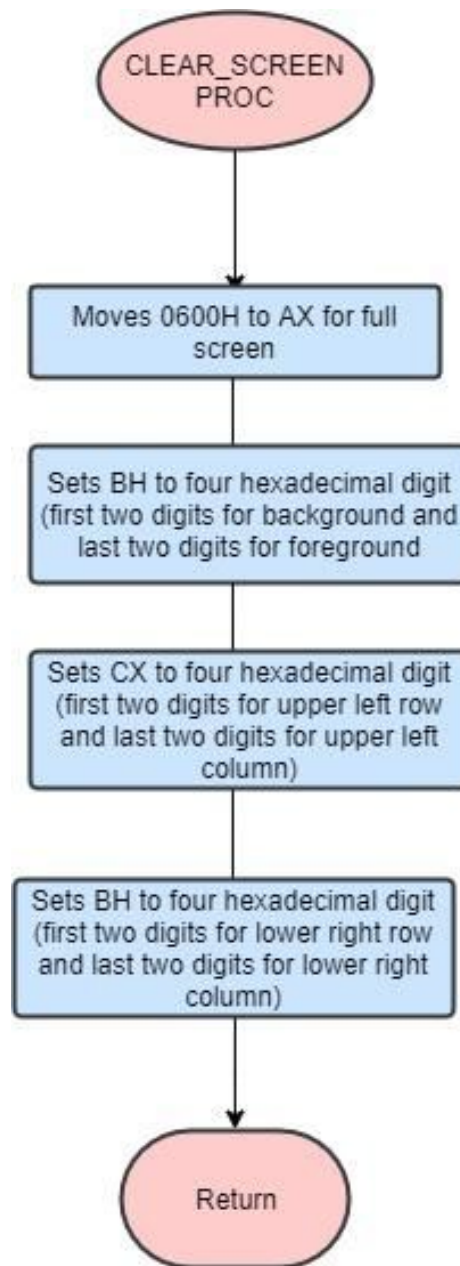 CLEAR_SCREEN
PROC
Moves 0600H to AX for full
screen
Sets BH to four hexadecimal digit
(first two digits for background and
last two digits for foreground
Sets CX to four hexadecimal digit
(first two digits for upper left row
and last two digits for upper left
column)
Sets BH to four hexadecimal digit
(first two digits for lower right row
and last two digits for lower right
column)
Return